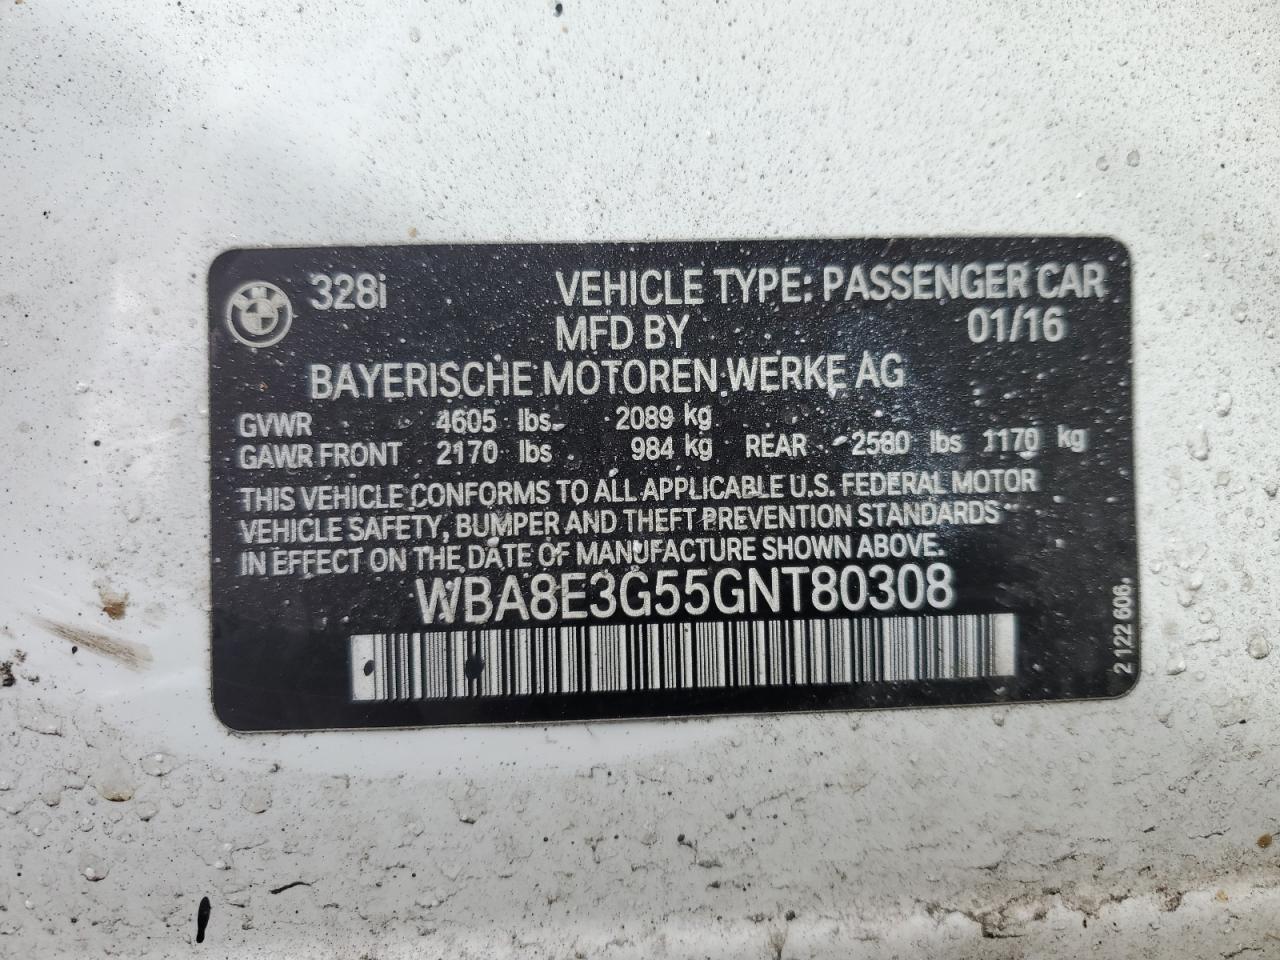 328i VEHICLE TYPE: PASSENGER CAR
MFD BY 01/16
BAYERISCHE MOTOREN WERKE AG
GVWR 4605 lbs 2089 kg
GAWR FRONT 2170 lbs 984 kg REAR 2580 lbs 1170 kg
THIS VEHICLE CONFORMS TO ALL APPLICABLE U.S. FEDERAL MOTOR
VEHICLE SAFETY, BUMPER AND THEFT PREVENTION STANDARDS
IN EFFECT ON THE DATE OF MANUFACTURE SHOWN ABOVE.
WBA8E3G55GNT80308
2 122 606.